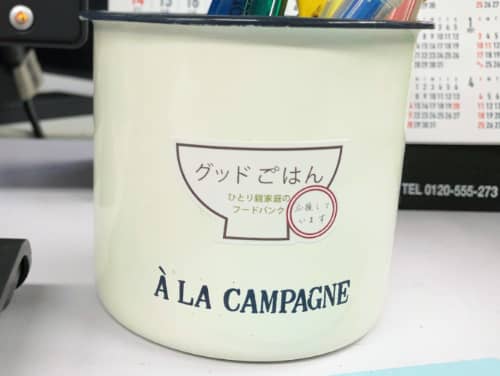 グッドごはん
ひとり親家庭の
フードバンク
応援して
います
À LA CAMPAGNE
TEL 0120-555-273